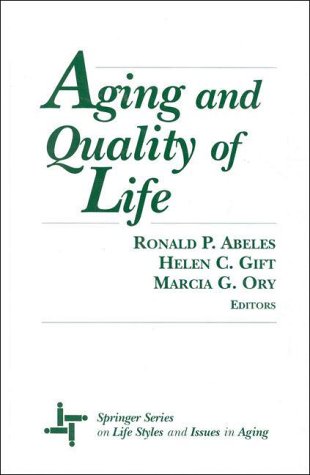 Aging and
Quality of
Life
RONALD P. ABELES
HELEN C. GIFT
MARCIA G. ORY
EDITORS
Springer Series
on Life Styles and Issues in Aging